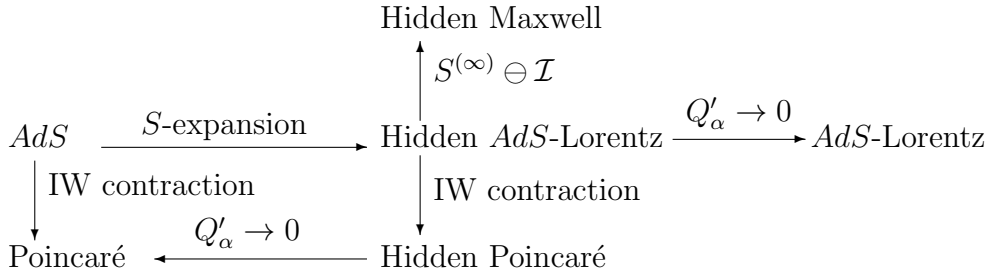 Hidden Maxwell
S^{(∞)} ⊖ ℐ
AdS S-expansion Hidden AdS-Lorentz Q′_α → 0 AdS-Lorentz
IW contraction IW contraction
Poincaré Q′_α → 0 Hidden Poincaré